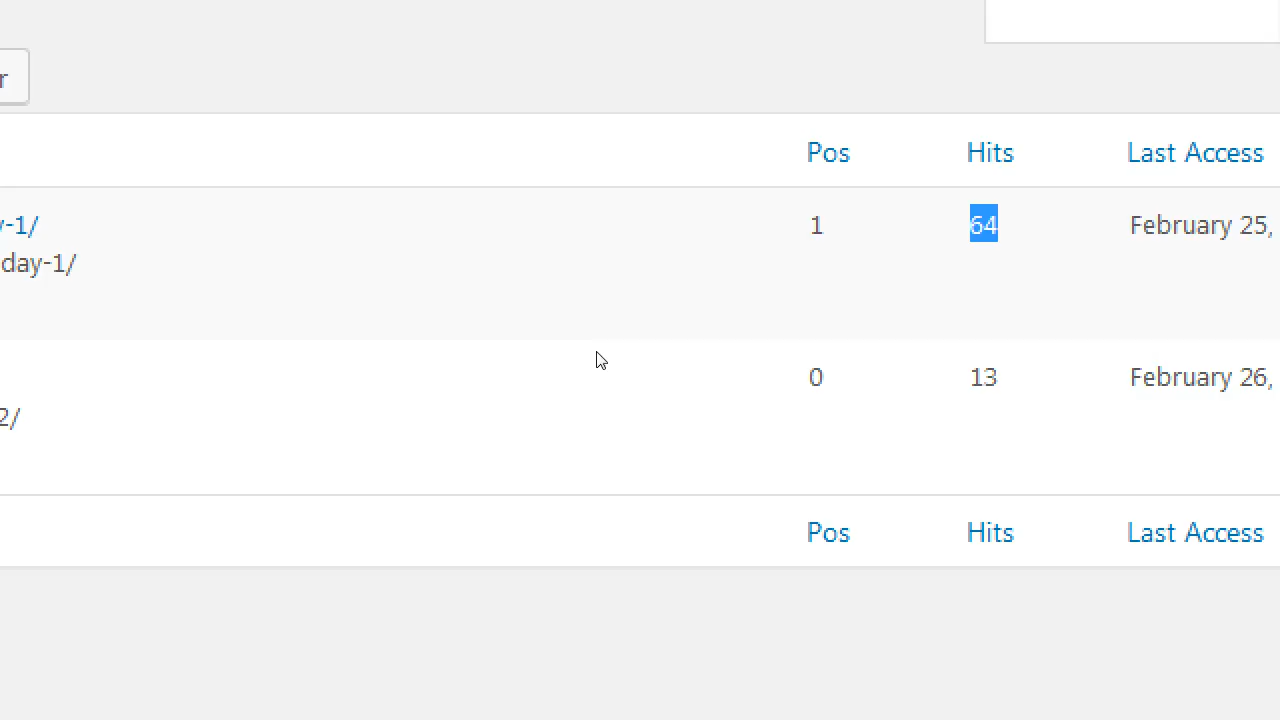 r
Pos Hits Last Access
y-1/ 1 64 February 25,
day-1/
0 13 February 26,
2/
Pos Hits Last Access